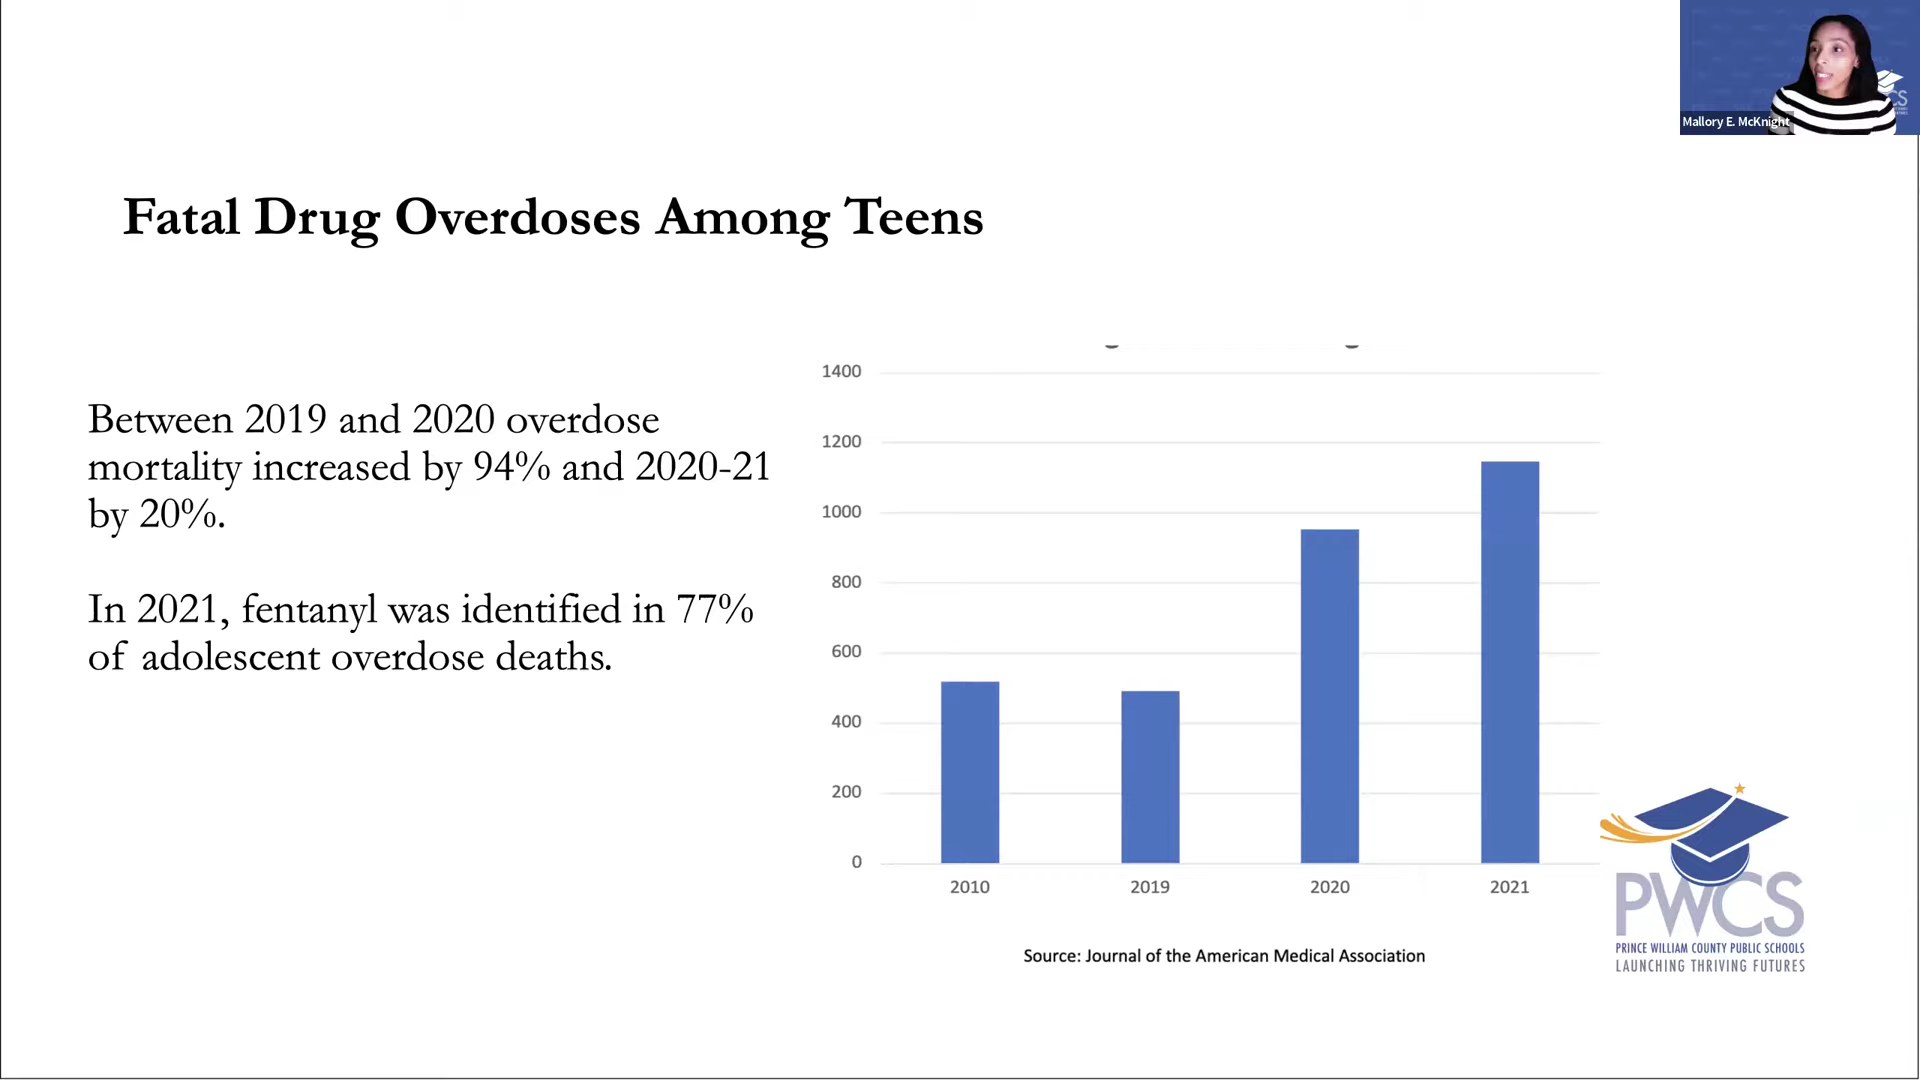 Mallory E. McKnight
Fatal Drug Overdoses Among Teens
Between 2019 and 2020 overdose
mortality increased by 94% and 2020-21
by 20%.
In 2021, fentanyl was identified in 77%
of adolescent overdose deaths.
1400
1200
1000
800
600
400
200
0
2010
2019
2020
2021
Source: Journal of the American Medical Association
PWCS
PRINCE WILLIAM COUNTY PUBLIC SCHOOLS
LAUNCHING THRIVING FUTURES